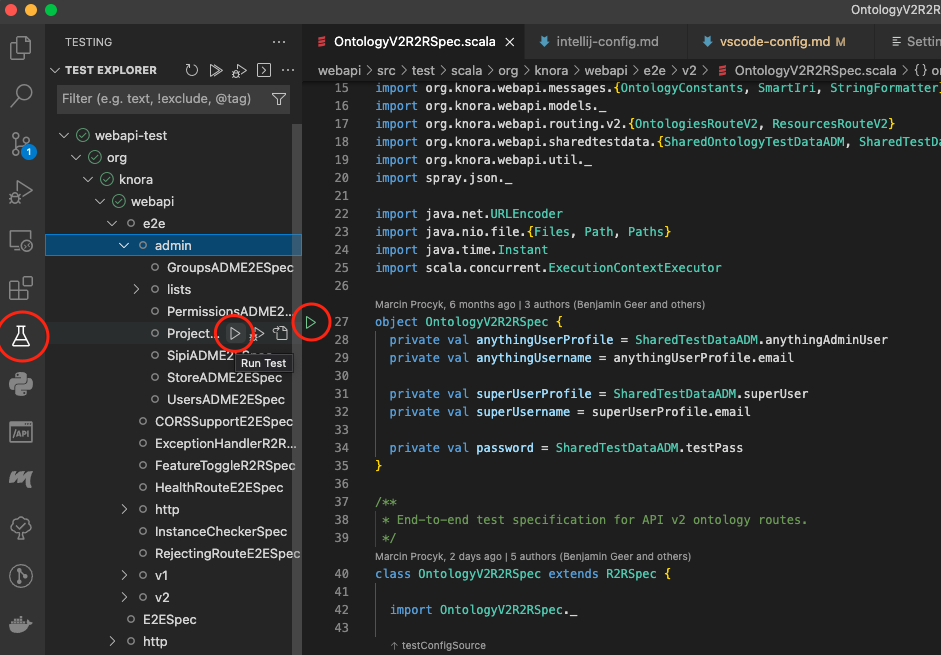 OntologyV2R2R
TESTING
OntologyV2R2RSpec.scala
intellij-config.md
vscode-config.md M
Settin
TEST EXPLORER
webapi > src > test > scala > org > knora > webapi > e2e > v2 > OntologyV2R2RSpec.scala > {} o
Filter (e.g. text, !exclude, @tag)
webapi-test
org
knora
webapi
e2e
admin
GroupsADME2ESpec
lists
PermissionsADME2...
Project...
SipiADME2
Run Test
StoreADME2ESpec
UsersADME2ESpec
CORSSupportE2ESpec
ExceptionHandlerR2R...
FeatureToggleR2RSpec
HealthRouteE2ESpec
http
InstanceCheckerSpec
RejectingRouteE2ESpec
v1
v2
E2ESpec
http
1
/API
15 import org.knora.webapi.messages.{OntologyConstants, SmartIri, StringFormatter
16 import org.knora.webapi.models._
17 import org.knora.webapi.routing.v2.{OntologiesRouteV2, ResourcesRouteV2}
18 import org.knora.webapi.sharedtestdata.{SharedOntologyTestDataADM, SharedTestDa
19 import org.knora.webapi.util._
20 import spray.json._
21
22 import java.net.URLEncoder
23 import java.nio.file.{Files, Path, Paths}
24 import java.time.Instant
25 import scala.concurrent.ExecutionContextExecutor
26
Marcin Procyk, 6 months ago | 3 authors (Benjamin Geer and others)
27 object OntologyV2R2RSpec {
28 private val anythingUserProfile = SharedTestDataADM.anythingAdminUser
29 private val anythingUsername = anythingUserProfile.email
30
31 private val superUserProfile = SharedTestDataADM.superUser
32 private val superUsername = superUserProfile.email
33
34 private val password = SharedTestDataADM.testPass
35 }
36
37 /**
38 * End-to-end test specification for API v2 ontology routes.
39 */
Marcin Procyk, 2 days ago | 5 authors (Benjamin Geer and others)
40 class OntologyV2R2RSpec extends R2RSpec {
41
42 import OntologyV2R2RSpec._
43
↑ testConfigSource